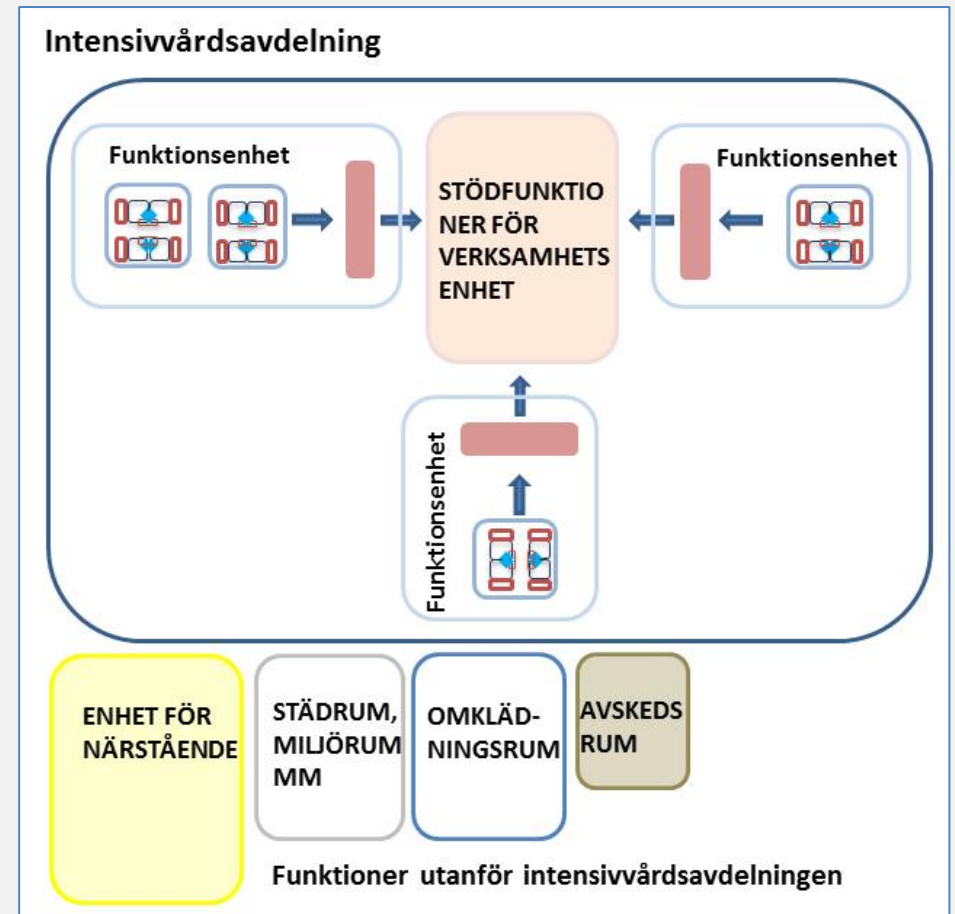 Intensivvårdsavdelning
Funktionsenhet
STÖDFUNKTIO
NER FÖR
VERKSAMHETS
ENHET
Funktionsenhet
Funktionsenhet
ENHET FÖR
NÄRSTÅENDE
STÄDRUM,
MILJÖRUM
MM
OMKLÄD-
NINGSRUM
AVSKEDS
RUM
Funktioner utanför intensivvårdsavdelningen